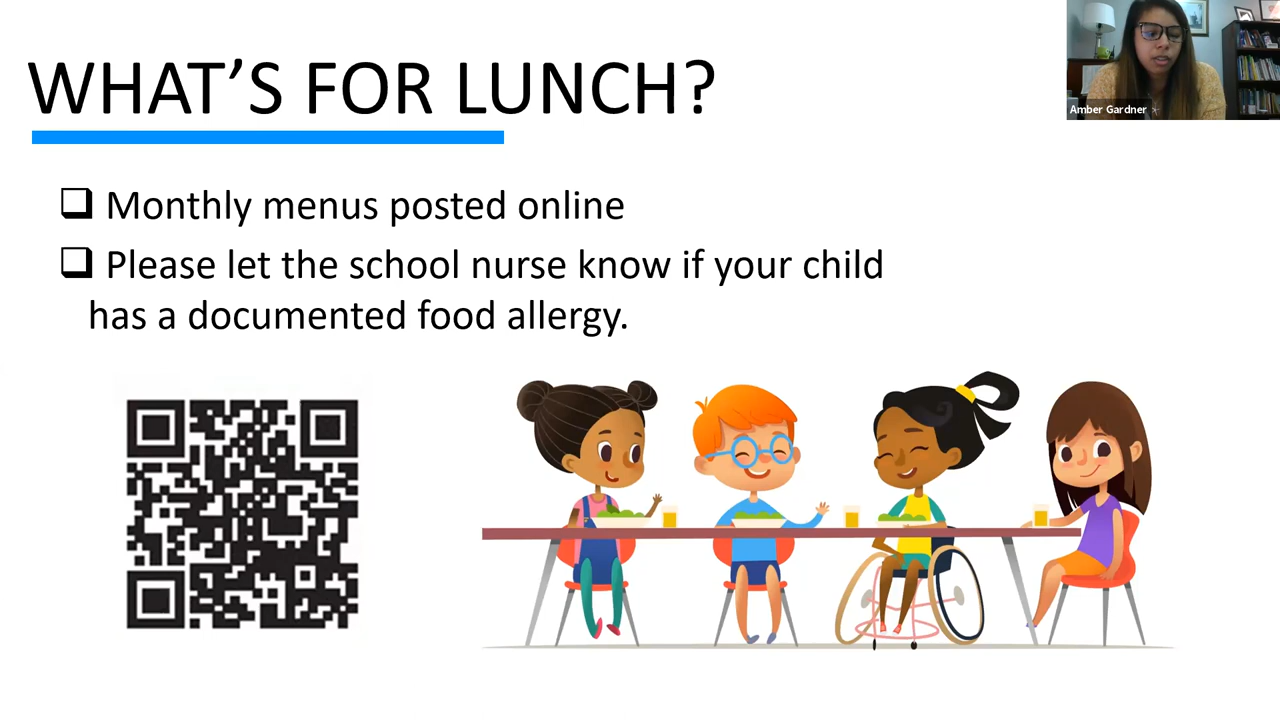 WHAT’S FOR LUNCH?
Amber Gardner
❑ Monthly menus posted online
❑ Please let the school nurse know if your child
has a documented food allergy.